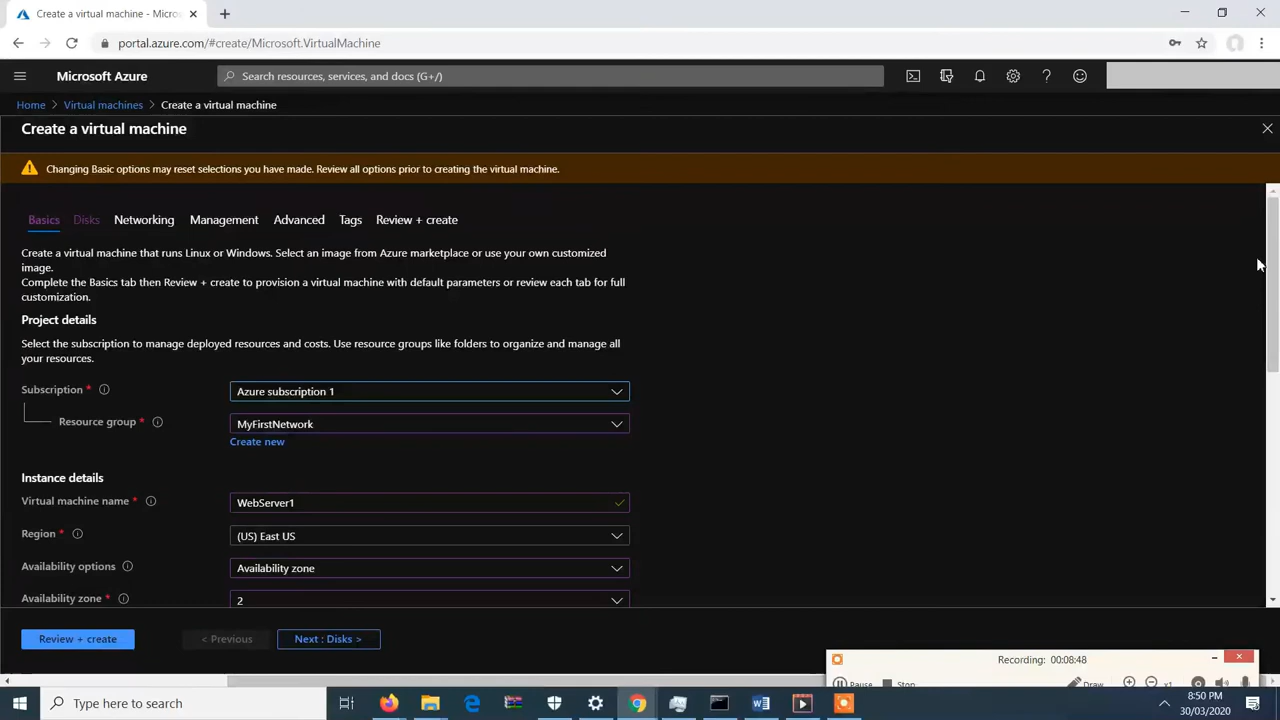 Create a virtual machine - Micros
portal.azure.com/#create/Microsoft.VirtualMachine
Microsoft Azure
Search resources, services, and docs (G+/)
Home > Virtual machines > Create a virtual machine
Create a virtual machine
Changing Basic options may reset selections you have made. Review all options prior to creating the virtual machine.
Basics Disks Networking Management Advanced Tags Review + create
Create a virtual machine that runs Linux or Windows. Select an image from Azure marketplace or use your own customized
image.
Complete the Basics tab then Review + create to provision a virtual machine with default parameters or review each tab for full
customization.
Project details
Select the subscription to manage deployed resources and costs. Use resource groups like folders to organize and manage all
your resources.
Subscription * Azure subscription 1
Resource group * MyFirstNetwork
Create new
Instance details
Virtual machine name * WebServer1
Region * (US) East US
Availability options Availability zone
Availability zone * 2
Review + create < Previous Next : Disks >
Recording: 00:08:48
Pause Stop Draw x1
Type here to search
8:50 PM
30/03/2020